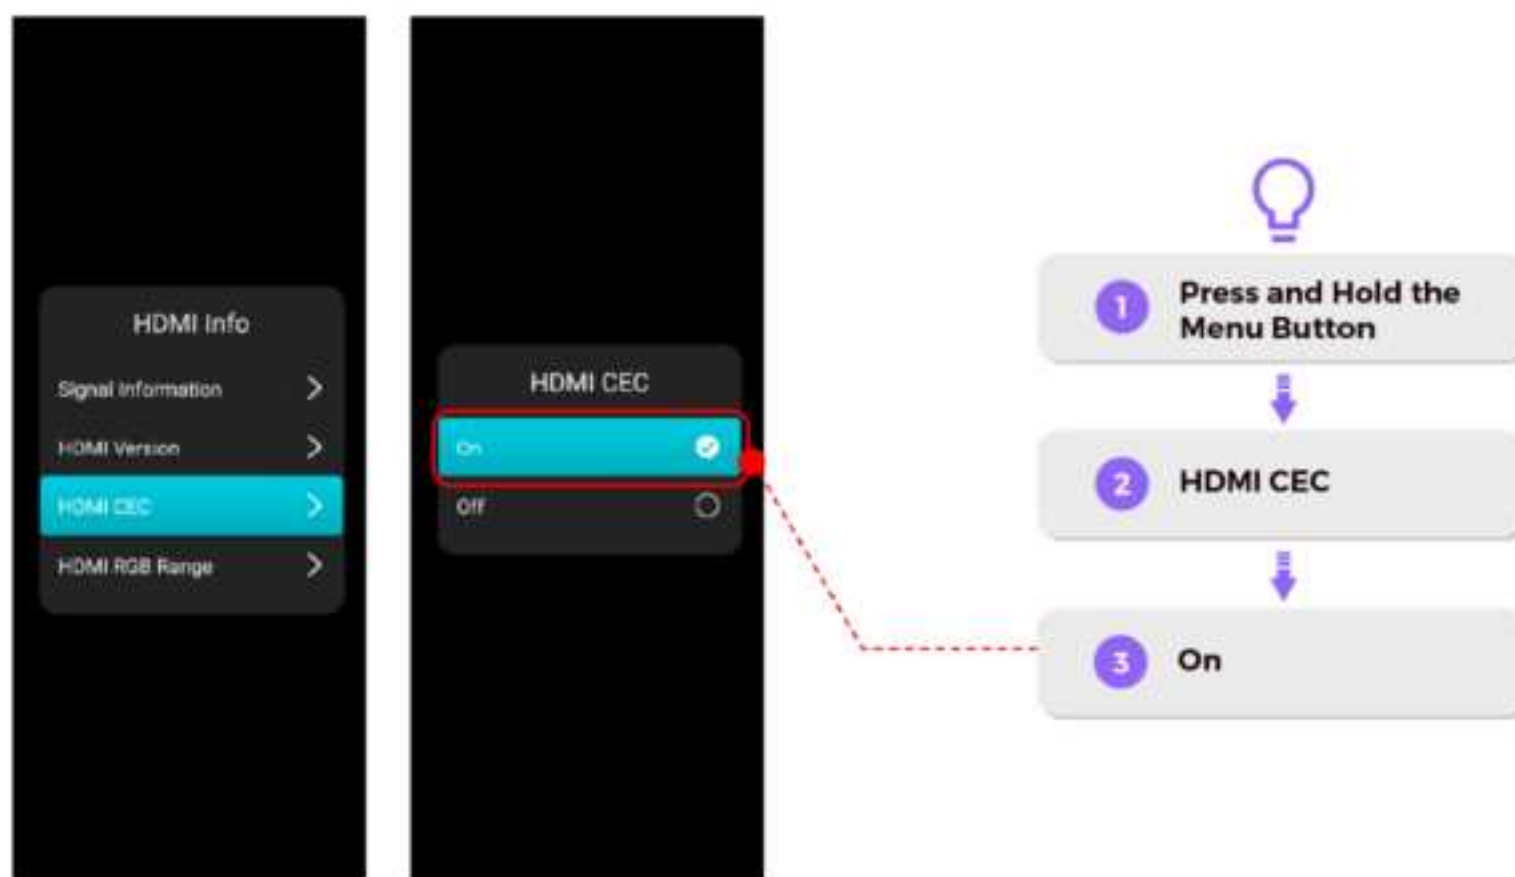 HDMI Info
Signal Information
HDMI Version
HDMI CEC
HDMI RGB Range
HDMI CEC
On
Off
1
Press and Hold the
Menu Button
2
HDMI CEC
3
On